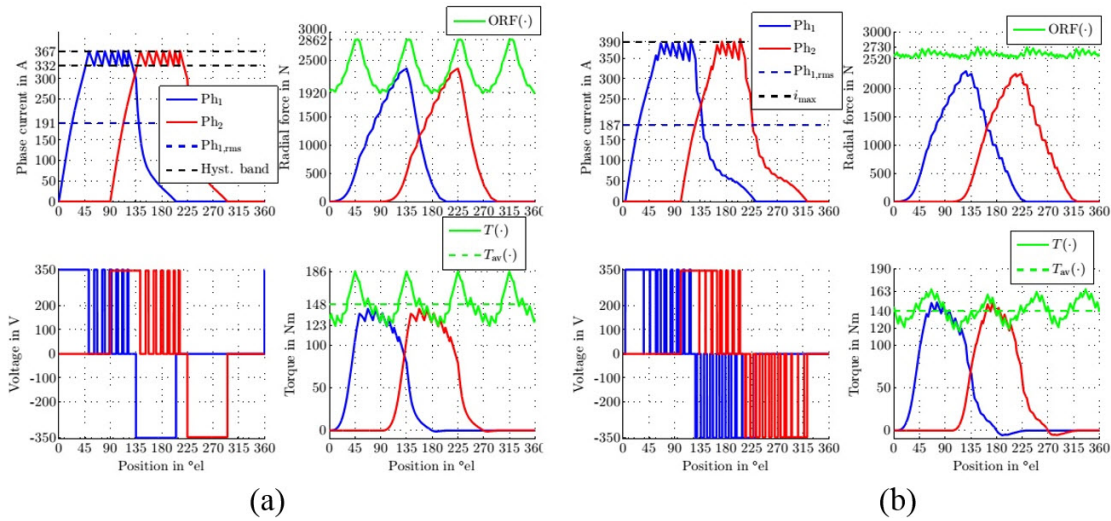 Phase current in A
367
332
300
250
191
150
100
50
0
0 45 90 135 180 225 270 315 360
Ph1
Ph2
Ph1,rms
Hyst. band
Radial force in N
3000
2862
2500
1920
1500
1000
500
0
0 45 90 135 180 225 270 315 360
ORF(·)
Voltage in V
350
200
100
0
-100
-200
-350
0 45 90 135 180 225 270 315 360
Position in °el
Torque in Nm
186
148
123
100
50
0
0 45 90 135 180 225 270 315 360
Position in °el
T(·)
Tav(·)
(a)
Phase current in A
390
350
300
250
187
150
100
50
0
0 45 90 135 180 225 270 315 360
Ph1
Ph2
Ph1,rms
imax
Radial force in N
3000
2730
2520
2000
1500
1000
500
0
0 90 180 270 360
ORF(·)
Voltage in V
350
200
100
0
-100
-200
-350
0 45 90 135 180 225 270 315 360
Position in °el
Torque in Nm
190
163
140
120
100
50
0
0 45 90 135 180 225 270 315 360
Position in °el
T(·)
Tav(·)
(b)